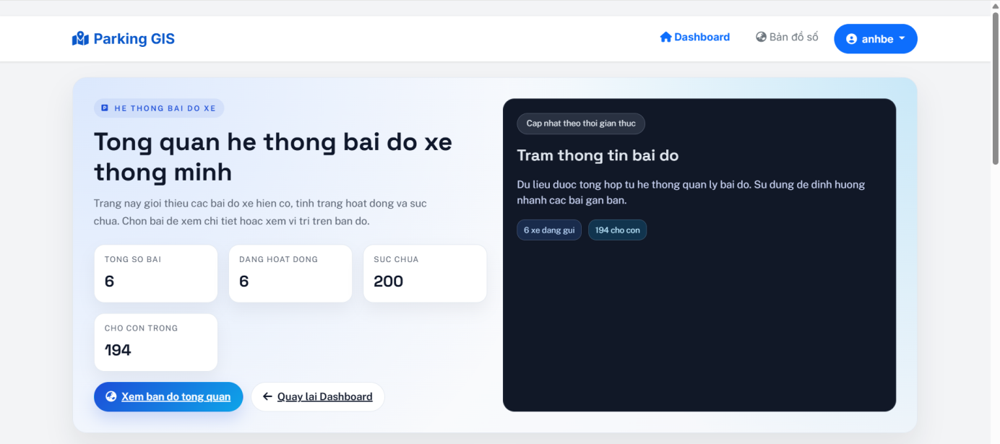 Parking GIS
Dashboard
Bản đồ số
anhbe
HE THONG BAI DO XE
Tong quan he thong bai do xe
thong minh
Trang nay gioi thieu cac bai do xe hien co, tinh trang hoat dong va suc
chua. Chon bai de xem chi tiet hoac xem vi tri tren ban do.
TONG SO BAI
6
DANG HOAT DONG
6
SUC CHUA
200
CHO CON TRONG
194
Xem ban do tong quan
Quay lai Dashboard
Cap nhat theo thoi gian thuc
Tram thong tin bai do
Du lieu duoc tong hop tu he thong quan ly bai do. Su dung de dinh huong
nhanh cac bai gan ban.
6 xe dang gui
194 cho con